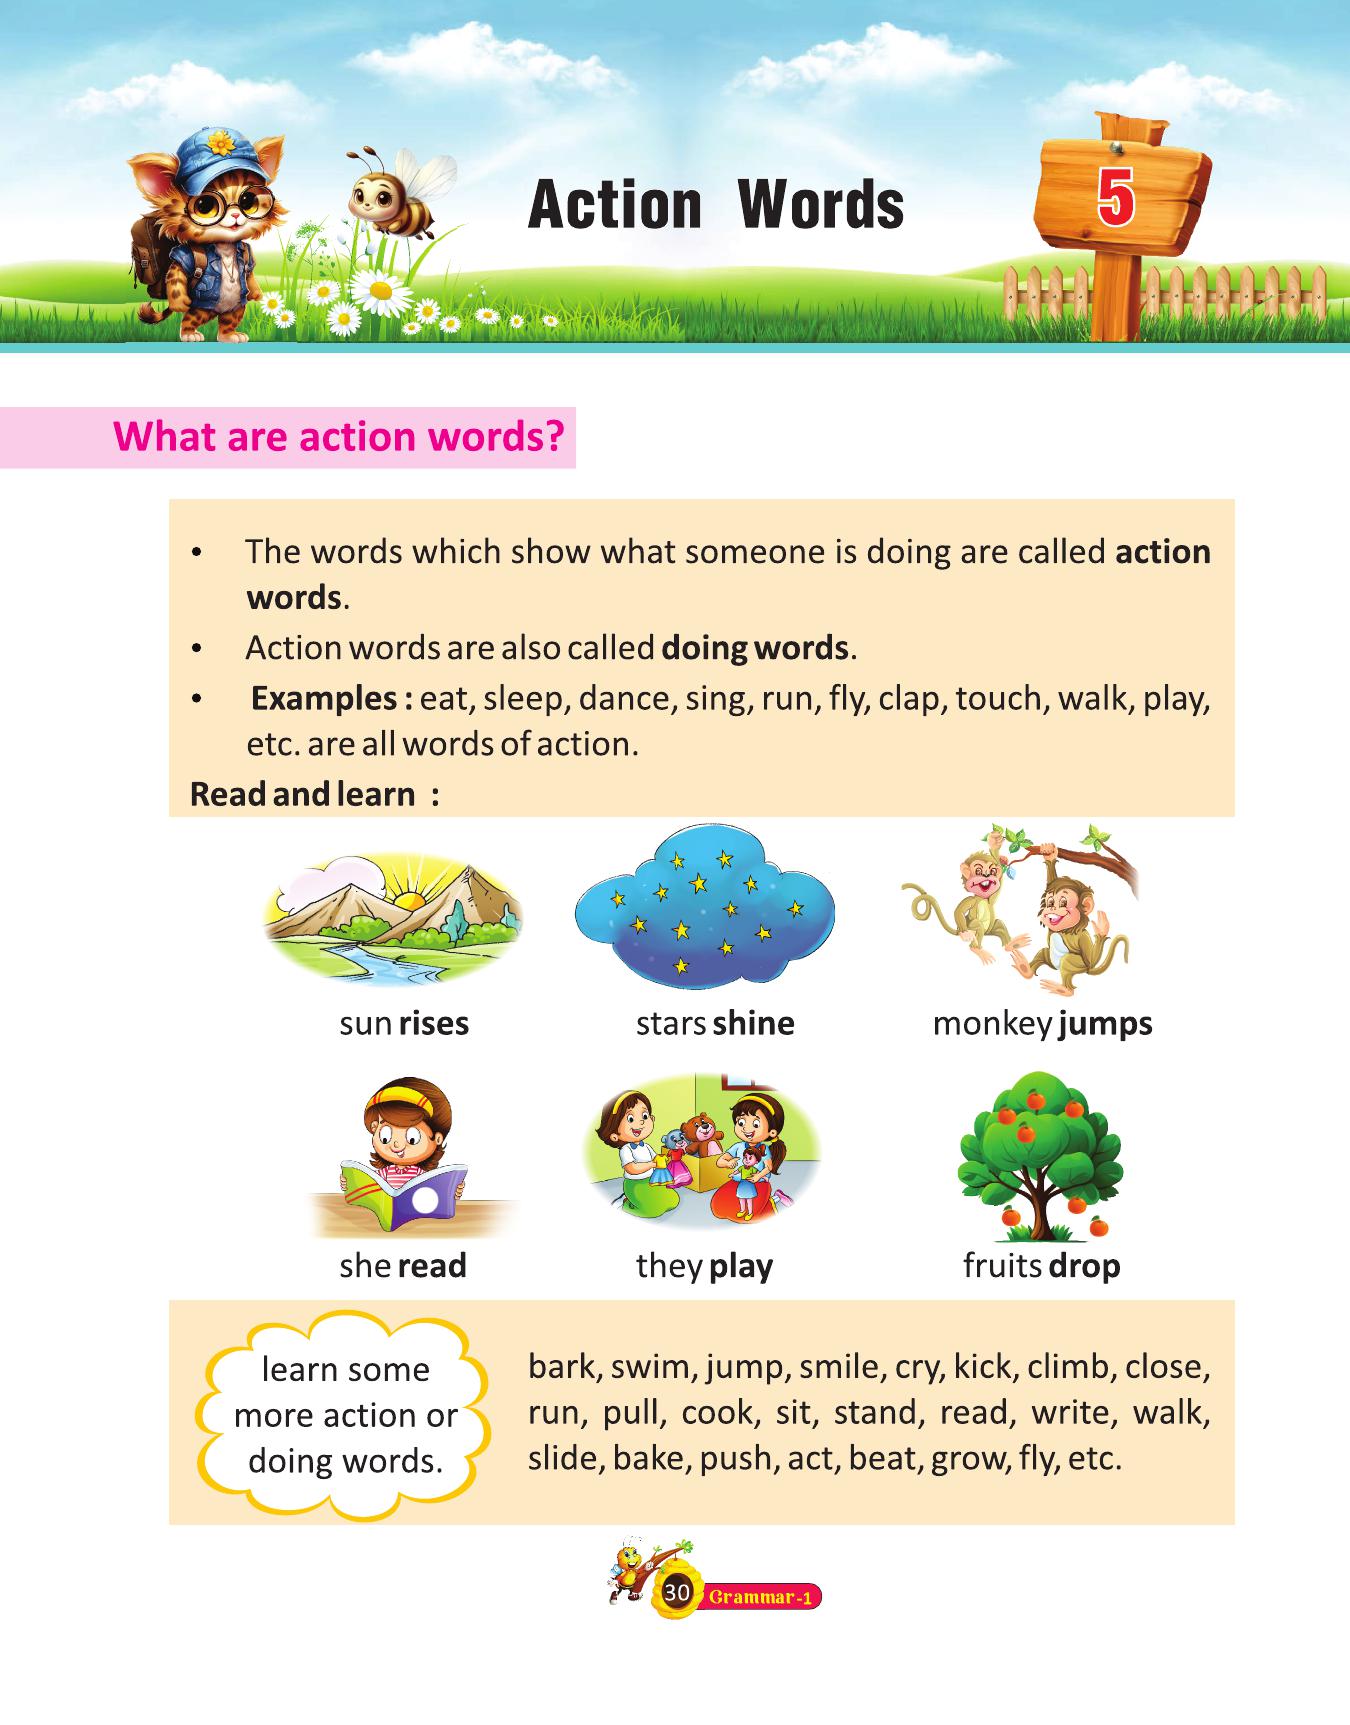 Action Words
5
What are action words?
• The words which show what someone is doing are called action
words.
• Action words are also called doing words.
• Examples : eat, sleep, dance, sing, run, fly, clap, touch, walk, play,
etc. are all words of action.
Read and learn :
sun rises
stars shine
monkey jumps
she read
they play
fruits drop
learn some
more action or
doing words.
bark, swim, jump, smile, cry, kick, climb, close,
run, pull, cook, sit, stand, read, write, walk,
slide, bake, push, act, beat, grow, fly, etc.
30
Grammar-1